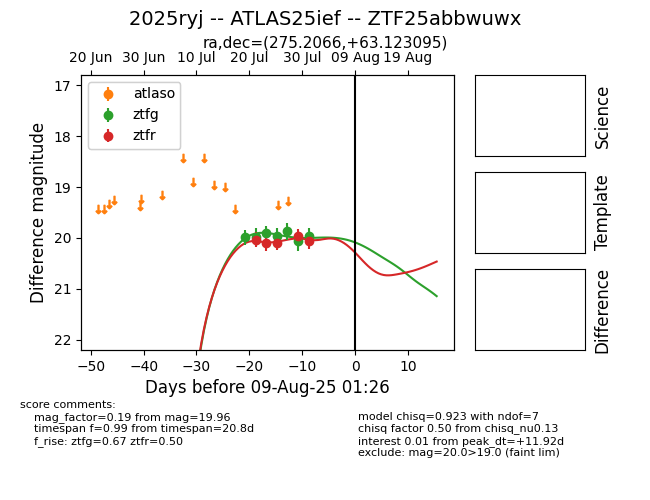 2025ryj -- ATLAS25ief -- ZTF25abbwuwx
ra,dec=(275.2066,+63.123095)
20 Jun 30 Jun 10 Jul 20 Jul 30 Jul 09 Aug 19 Aug
atlaso
ztfg
ztfr
17
18
19
20
21
22
Difference magnitude
−50 −40 −30 −20 −10 0 10
Days before 09-Aug-25 01:26
Science
Template
Difference
score comments:
mag_factor=0.19 from mag=19.96
timespan f=0.99 from timespan=20.8d
f_rise: ztfg=0.67 ztfr=0.50
model chisq=0.923 with ndof=7
chisq factor 0.50 from chisq_nu0.13
interest 0.01 from peak_dt=+11.92d
exclude: mag=20.0>19.0 (faint lim)